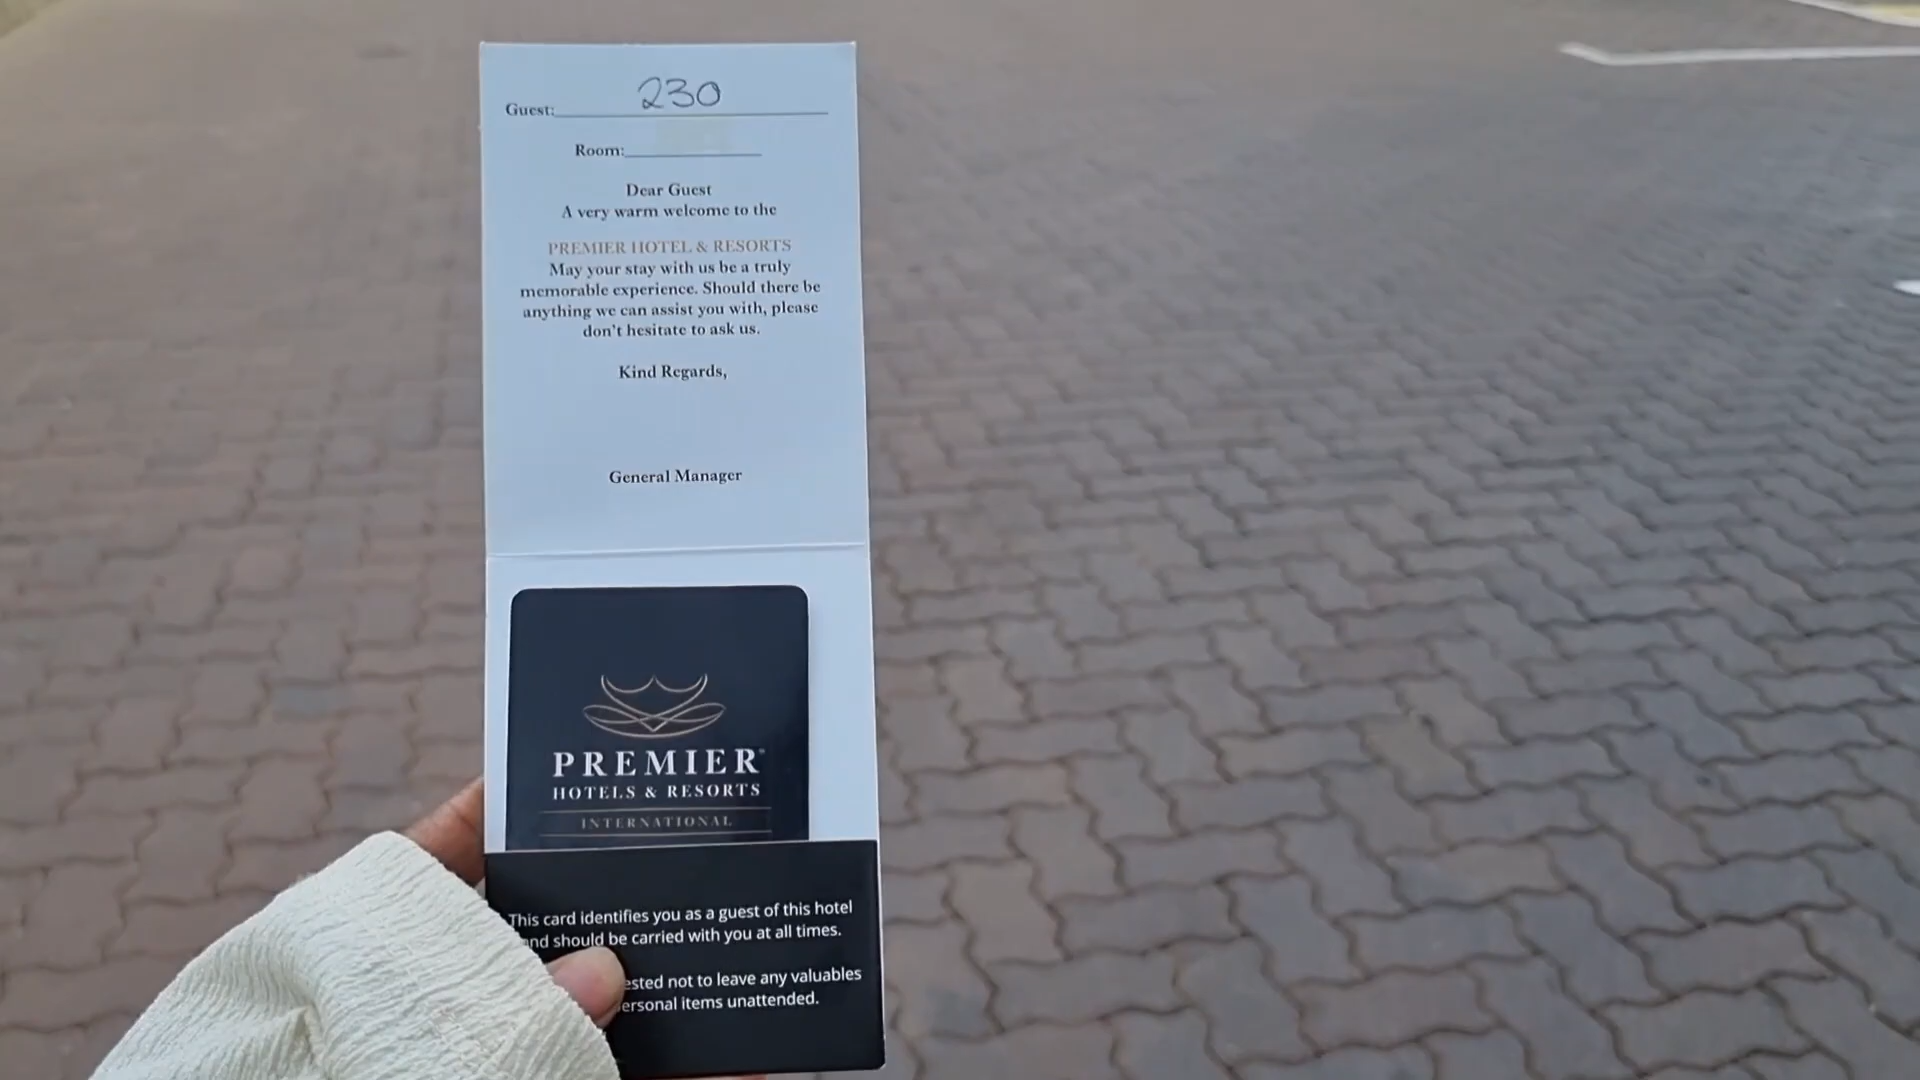 230
Guest:
Room:
Dear Guest
A very warm welcome to the
PREMIER HOTEL & RESORTS
May your stay with us be a truly
memorable experience. Should there be
anything we can assist you with, please
don't hesitate to ask us.
Kind Regards,
General Manager
PREMIER®
HOTELS & RESORTS
INTERNATIONAL
This card identifies you as a guest of this hotel
and should be carried with you at all times.
not to leave any valuables
items unattended.